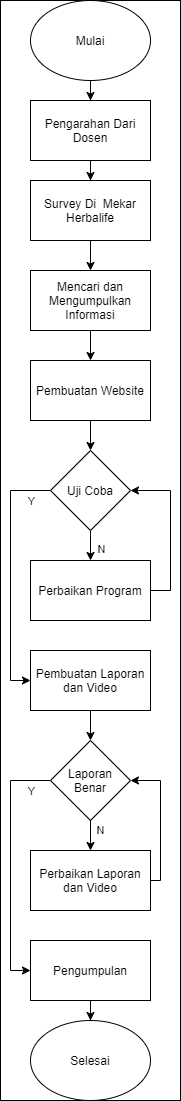 Mulai
Pengarahan Dari
Dosen
Survey Di Mekar
Herbalife
Mencari dan
Mengumpulkan
Informasi
Pembuatan Website
Uji Coba
Y
N
Perbaikan Program
Pembuatan Laporan
dan Video
Laporan
Benar
Y
N
Perbaikan Laporan
dan Video
Pengumpulan
Selesai